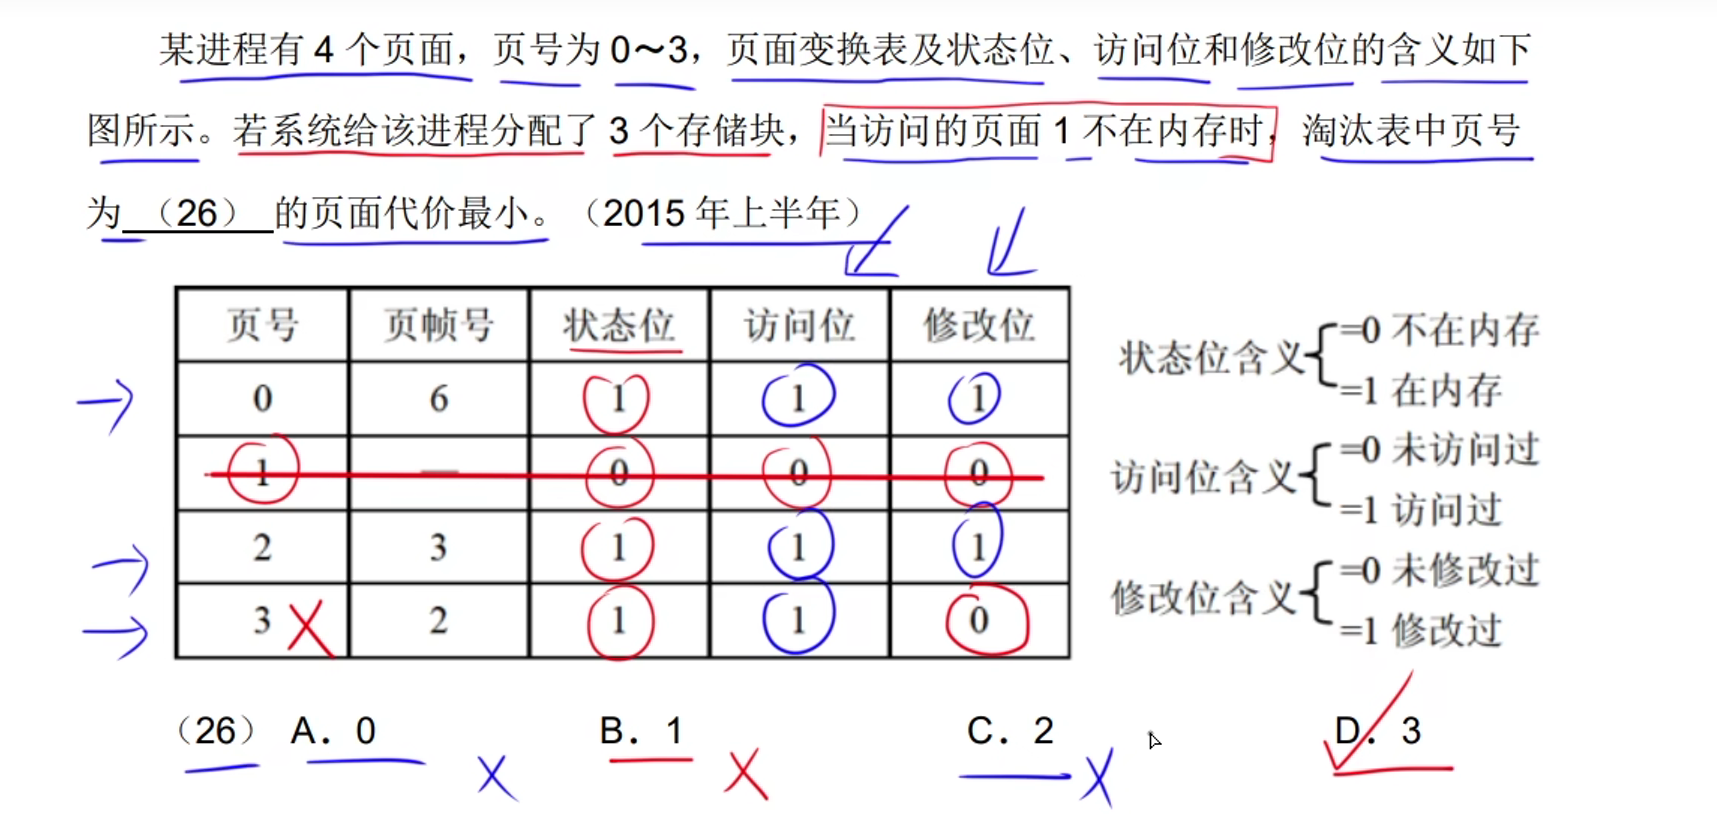 某进程有 4 个页面，页号为 0～3，页面变换表及状态位、访问位和修改位的含义如下
图所示。若系统给该进程分配了 3 个存储块，当访问的页面 1 不在内存时，淘汰表中页号
为 （26） 的页面代价最小。（2015 年上半年）
页号 页帧号 状态位 访问位 修改位
0 6 1 1 1
1 — 0 0 0
2 3 1 1 1
3 2 1 1 0
状态位含义 =0 不在内存
=1 在内存
访问位含义 =0 未访问过
=1 访问过
修改位含义 =0 未修改过
=1 修改过
（26） A．0 B．1 C．2 D．3